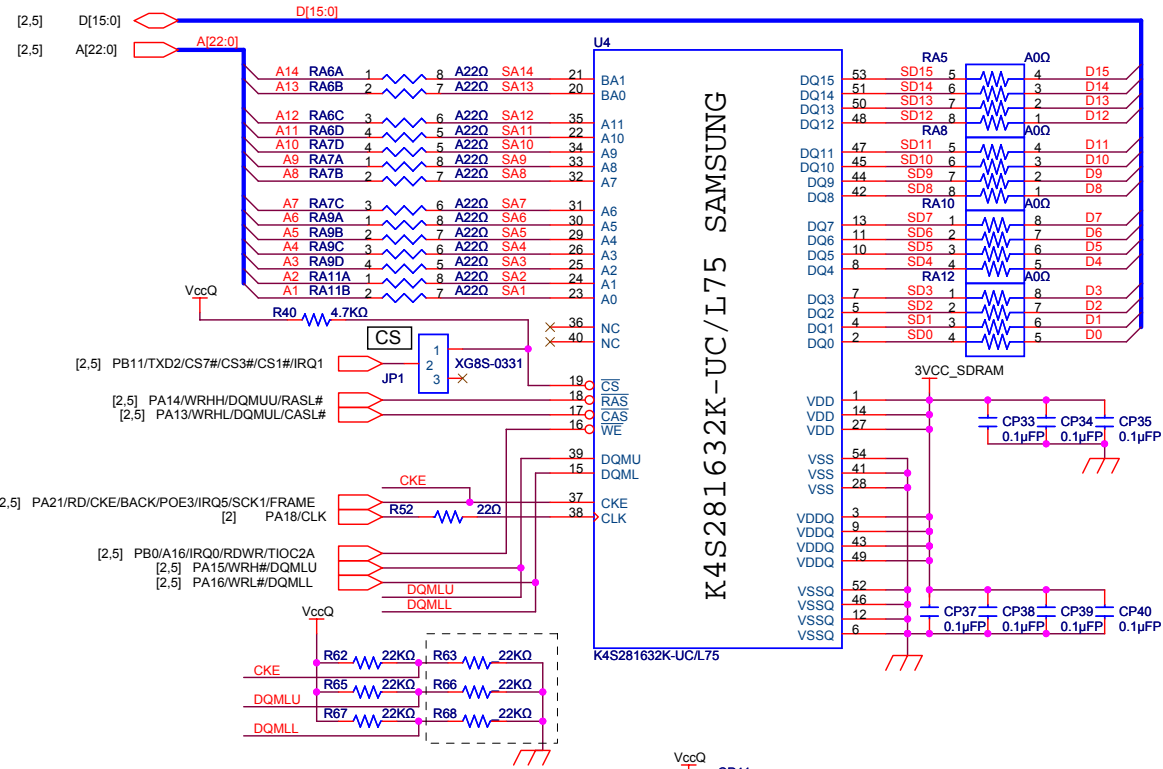 [2,5] D[15:0] D[15:0]
[2,5] A[22:0] A[22:0]
U4
RA5 A0Ω
A14 RA6A 1 8 A22Ω SA14 21 BA1 DQ15 53 SD15 5 4 D15
A13 RA6B 2 7 A22Ω SA13 20 BA0 DQ14 51 SD14 6 3 D14
DQ13 50 SD13 7 2 D13
A12 RA6C 3 6 A22Ω SA12 35 A11 DQ12 48 SD12 8 1 D12
A11 RA6D 4 5 A22Ω SA11 22 A10 RA8 A0Ω
A10 RA7D 4 5 A22Ω SA10 34 A9 DQ11 47 SD11 5 4 D11
A9 RA7A 1 8 A22Ω SA9 33 A8 DQ10 45 SD10 6 3 D10
A8 RA7B 2 7 A22Ω SA8 32 A7 DQ9 44 SD9 7 2 D9
DQ8 42 SD8 8 1 D8
A7 RA7C 3 6 A22Ω SA7 31 A6 RA10 A0Ω
A6 RA9A 1 8 A22Ω SA6 30 A5 DQ7 13 SD7 1 8 D7
A5 RA9B 2 7 A22Ω SA5 29 A4 DQ6 11 SD6 2 7 D6
A4 RA9C 3 6 A22Ω SA4 26 A3 DQ5 10 SD5 3 6 D5
A3 RA9D 4 5 A22Ω SA3 25 A2 DQ4 8 SD4 4 5 D4
A2 RA11A 1 8 A22Ω SA2 24 A1 RA12 A0Ω
A1 RA11B 2 7 A22Ω SA1 23 A0 DQ3 7 SD3 1 8 D3
VccQ
DQ2 5 SD2 2 7 D2
R40 4.7KΩ
36 NC DQ1 4 SD1 3 6 D1
40 NC DQ0 2 SD0 4 5 D0
K4S281632K-UC/L75 SAMSUNG
CS
[2,5] PB11/TXD2/CS7#/CS3#/CS1#/IRQ1 1 2 3 XG8S-0331
JP1
3VCC_SDRAM
19 CS
[2,5] PA14/WRHH/DQMUU/RASL# 18 RAS VDD 1
[2,5] PA13/WRHL/DQMUL/CASL# 17 CAS VDD 14
16 WE VDD 27
CP33 CP34 CP35
0.1µFP 0.1µFP 0.1µFP
39 DQMU VSS 54
15 DQML VSS 41
VSS 28
CKE
2,5] PA21/RD/CKE/BACK/POE3/IRQ5/SCK1/FRAME 37 CKE
[2] PA18/CLK R52 22Ω 38 CLK
VDDQ 3
VDDQ 9
VDDQ 43
VDDQ 49
[2,5] PB0/A16/IRQ0/RDWR/TIOC2A
[2,5] PA15/WRH#/DQMLU
[2,5] PA16/WRL#/DQMLL
DQMLU
DQMLL
VSSQ 52
VSSQ 46
VSSQ 12
VSSQ 6
CP37 CP38 CP39 CP40
0.1µFP 0.1µFP 0.1µFP 0.1µFP
K4S281632K-UC/L75
VccQ
R62 22KΩ R63 22KΩ
CKE
R65 22KΩ R66 22KΩ
DQMLU
R67 22KΩ R68 22KΩ
DQMLL
VccQ